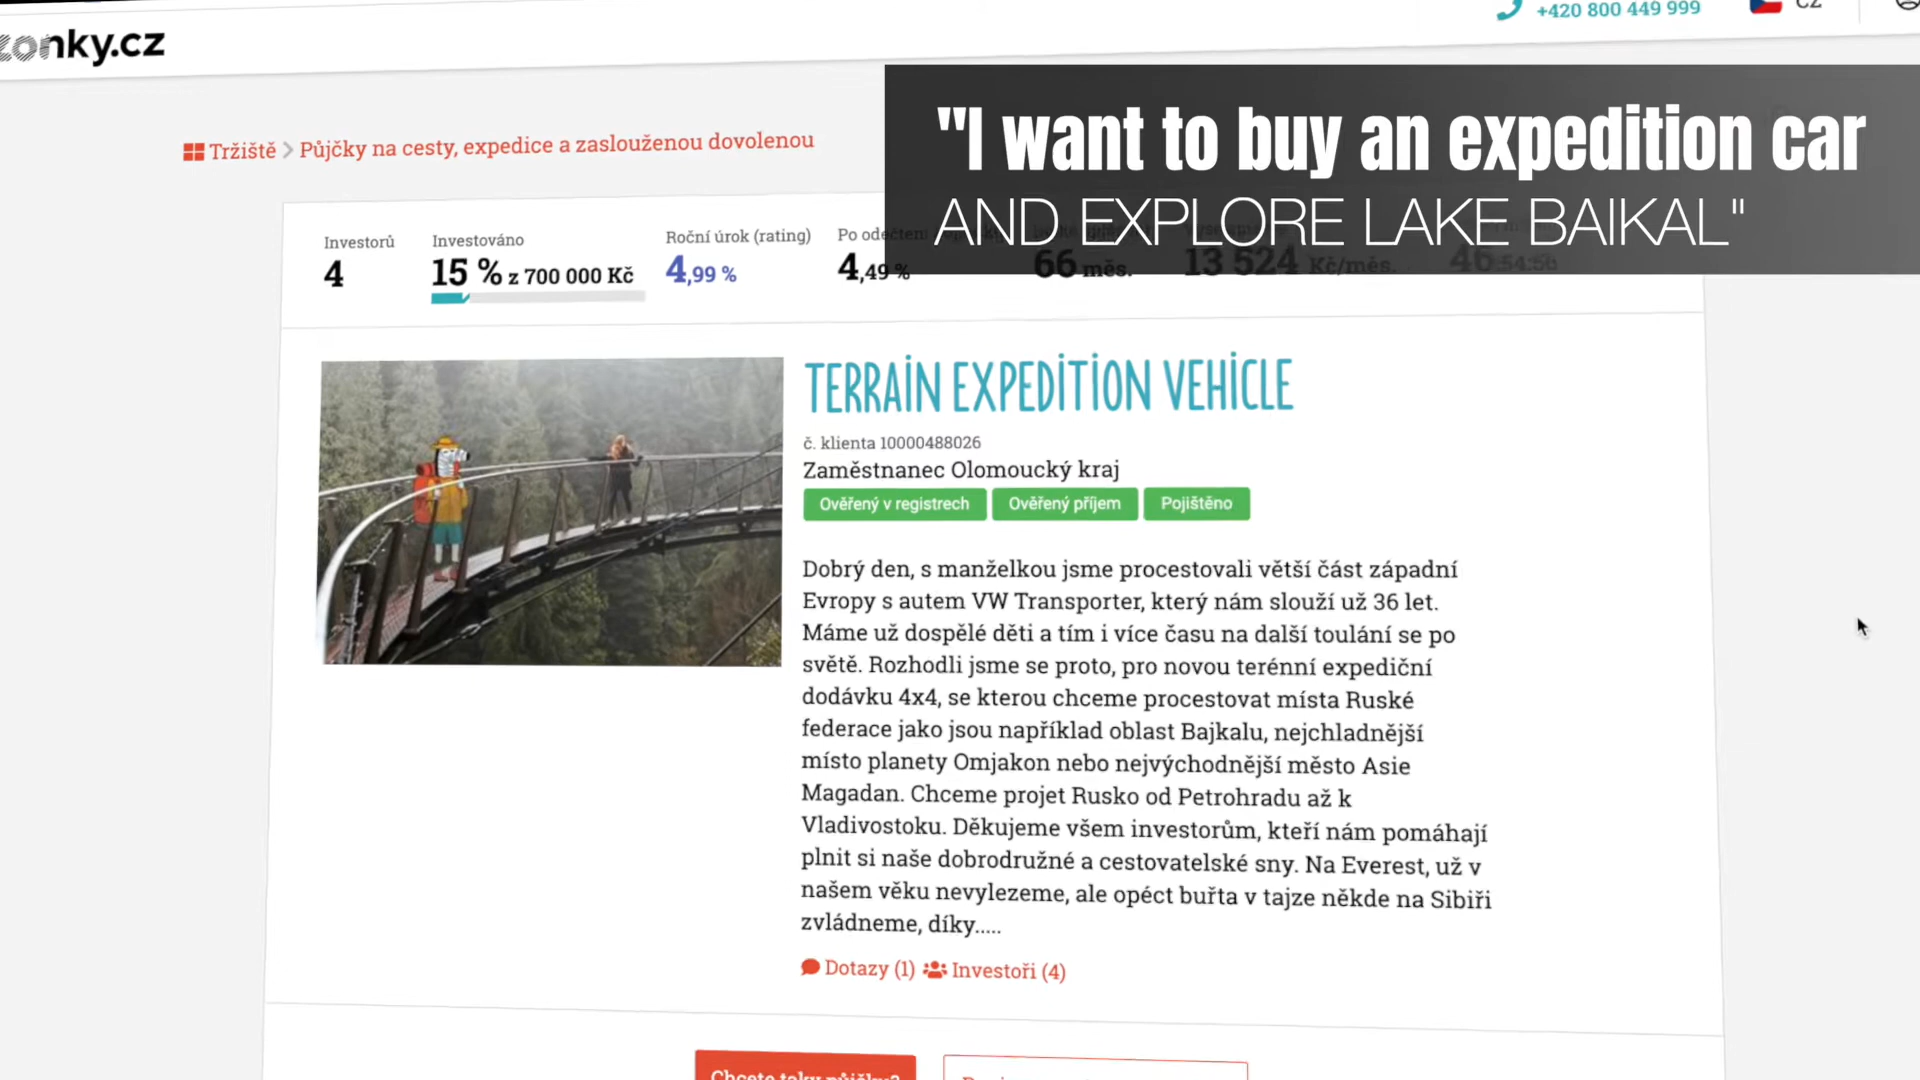 zonky.cz
+420 800 449 999
CZ
"I want to buy an expedition car
AND EXPLORE LAKE BAIKAL"
Tržiště > Půjčky na cesty, expedice a zaslouženou dovolenou
Investorů
4
Investováno
15 % z 700 000 Kč
Roční úrok (rating)
4,99 %
4,49 %
66 měs.
13 524 Kč/měs.
TERRAIN EXPEDITION VEHICLE
č. klienta 10000488026
Zaměstnanec Olomoucký kraj
Ověřený v registrech
Ověřený příjem
Pojištěno
Dobrý den, s manželkou jsme procestovali větší část západní
Evropy s autem VW Transporter, který nám slouží už 36 let.
Máme už dospělé děti a tím i více času na další toulání se po
světě. Rozhodli jsme se proto, pro novou terénní expediční
dodávku 4x4, se kterou chceme procestovat místa Ruské
federace jako jsou například oblast Bajkalu, nejchladnější
místo planety Omjakon nebo nejvýchodnější město Asie
Magadan. Chceme projet Rusko od Petrohradu až k
Vladivostoku. Děkujeme všem investorům, kteří nám pomáhají
plnit si naše dobrodružné a cestovatelské sny. Na Everest, už v
našem věku nevylezeme, ale opéct buřta v tajze někde na Sibiři
zvládneme, díky.....
Dotazy (1) Investoři (4)
Chcete taky půjčku?